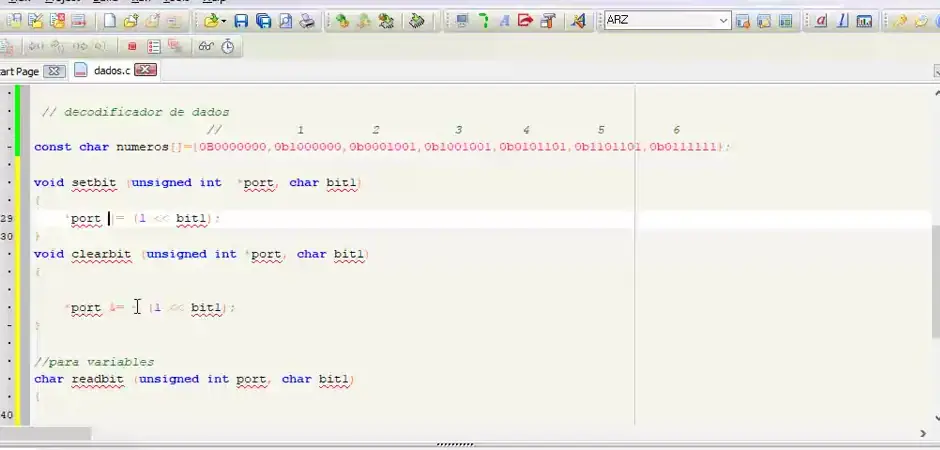 ARZ
art Page
dados.c
// decodificador de dados
// 1 2 3 4 5 6
const char numeros[]={0B0000000,0b1000000,0b0001001,0b1001001,0b0101101,0b1101101,0b0111111};
void setbit (unsigned int *port, char bit1)
{
29 *port |= (1 << bit1);
30 }
void clearbit (unsigned int *port, char bit1)
{
*port &= ~ (1 << bit1);
}
//para variables
char readbit (unsigned int port, char bit1)
{
40